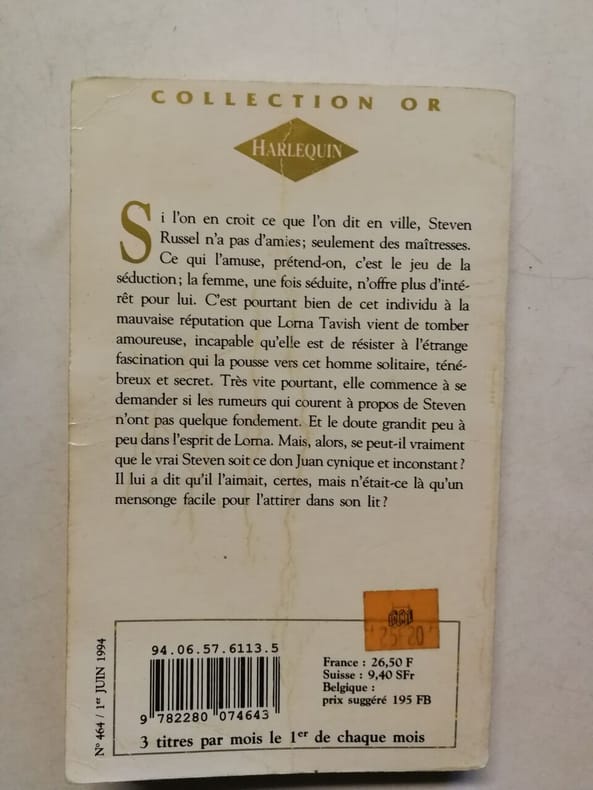 COLLECTION OR
HARLEQUIN
Si l'on en croit ce que l'on dit en ville, Steven
Russel n'a pas d'amies; seulement des maîtresses.
Ce qui l'amuse, prétend-on, c'est le jeu de la
séduction; la femme, une fois séduite, n'offre plus d'inté-
rêt pour lui. C'est pourtant bien de cet individu à la
mauvaise réputation que Lorna Tavish vient de tomber
amoureuse, incapable qu'elle est de résister à l'étrange
fascination qui la pousse vers cet homme solitaire, téné-
breux et secret. Très vite pourtant, elle commence à se
demander si les rumeurs qui courent à propos de Steven
n'ont pas quelque fondement. Et le doute grandit peu à
peu dans l'esprit de Lorna. Mais, alors, se peut-il vraiment
que le vrai Steven soit ce don Juan cynique et inconstant?
Il lui a dit qu'il l'aimait, certes, mais n'était-ce là qu'un
mensonge facile pour l'attirer dans son lit?
N° 464 / 1er JUIN 1994
94.06.57.6113.5
9 782280 074643
France : 26,50 F
Suisse : 9,40 SFr
Belgique :
prix suggéré 195 FB
3 titres par mois le 1er de chaque mois